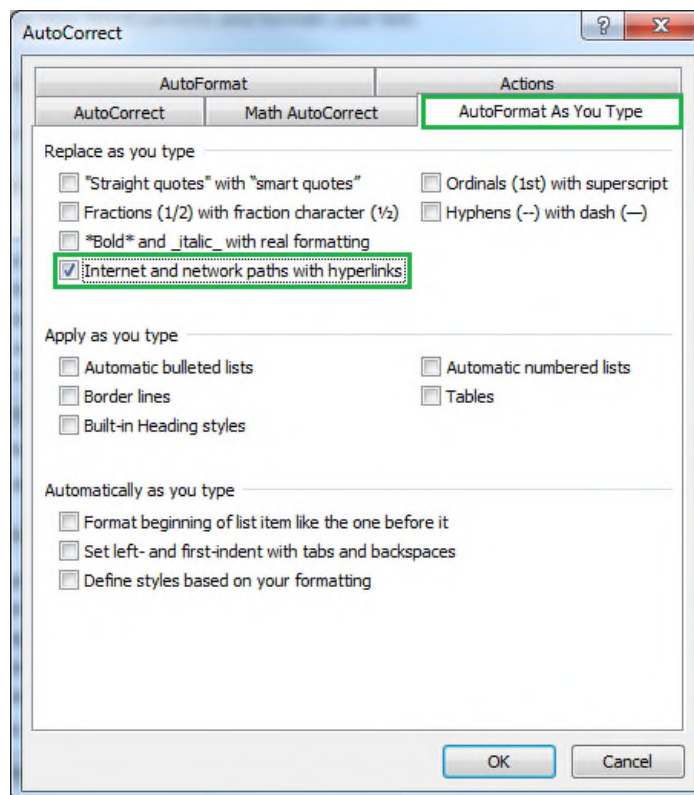 AutoCorrect
AutoFormat
Actions
AutoCorrect
Math AutoCorrect
AutoFormat As You Type
Replace as you type
"Straight quotes" with “smart quotes”
Ordinals (1st) with superscript
Fractions (1/2) with fraction character (½)
Hyphens (--) with dash (—)
*Bold* and _italic_ with real formatting
Internet and network paths with hyperlinks
Apply as you type
Automatic bulleted lists
Automatic numbered lists
Border lines
Tables
Built-in Heading styles
Automatically as you type
Format beginning of list item like the one before it
Set left- and first-indent with tabs and backspaces
Define styles based on your formatting
OK
Cancel